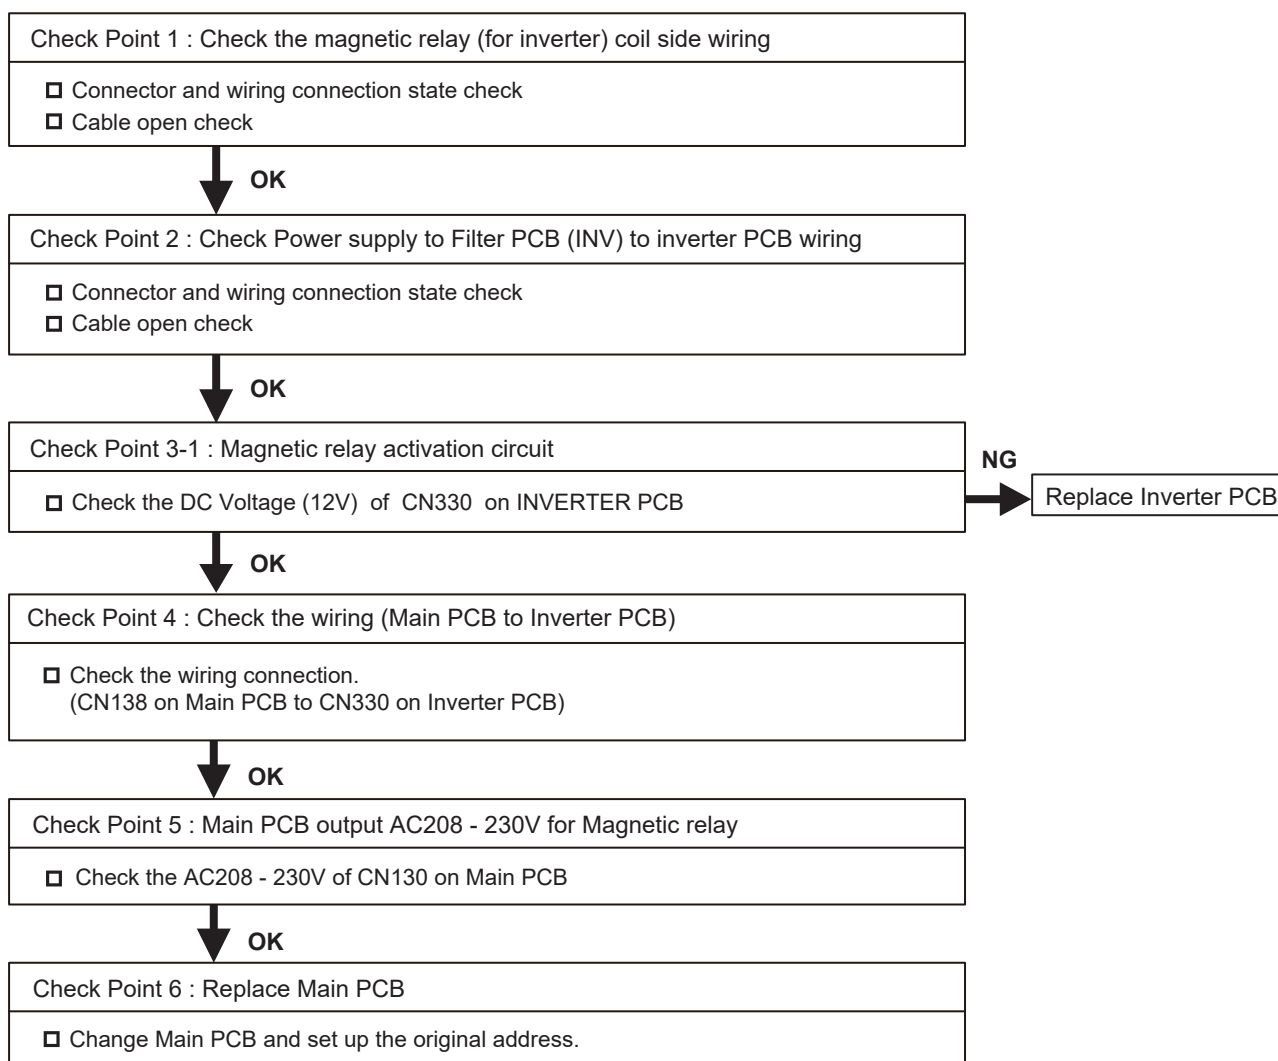 Check Point 1 : Check the magnetic relay (for inverter) coil side wiring
Connector and wiring connection state check
Cable open check
OK
Check Point 2 : Check Power supply to Filter PCB (INV) to inverter PCB wiring
Connector and wiring connection state check
Cable open check
OK
Check Point 3-1 : Magnetic relay activation circuit
Check the DC Voltage (12V) of CN330 on INVERTER PCB
NG
Replace Inverter PCB
OK
Check Point 4 : Check the wiring (Main PCB to Inverter PCB)
Check the wiring connection.
(CN138 on Main PCB to CN330 on Inverter PCB)
OK
Check Point 5 : Main PCB output AC208 - 230V for Magnetic relay
Check the AC208 - 230V of CN130 on Main PCB
OK
Check Point 6 : Replace Main PCB
Change Main PCB and set up the original address.